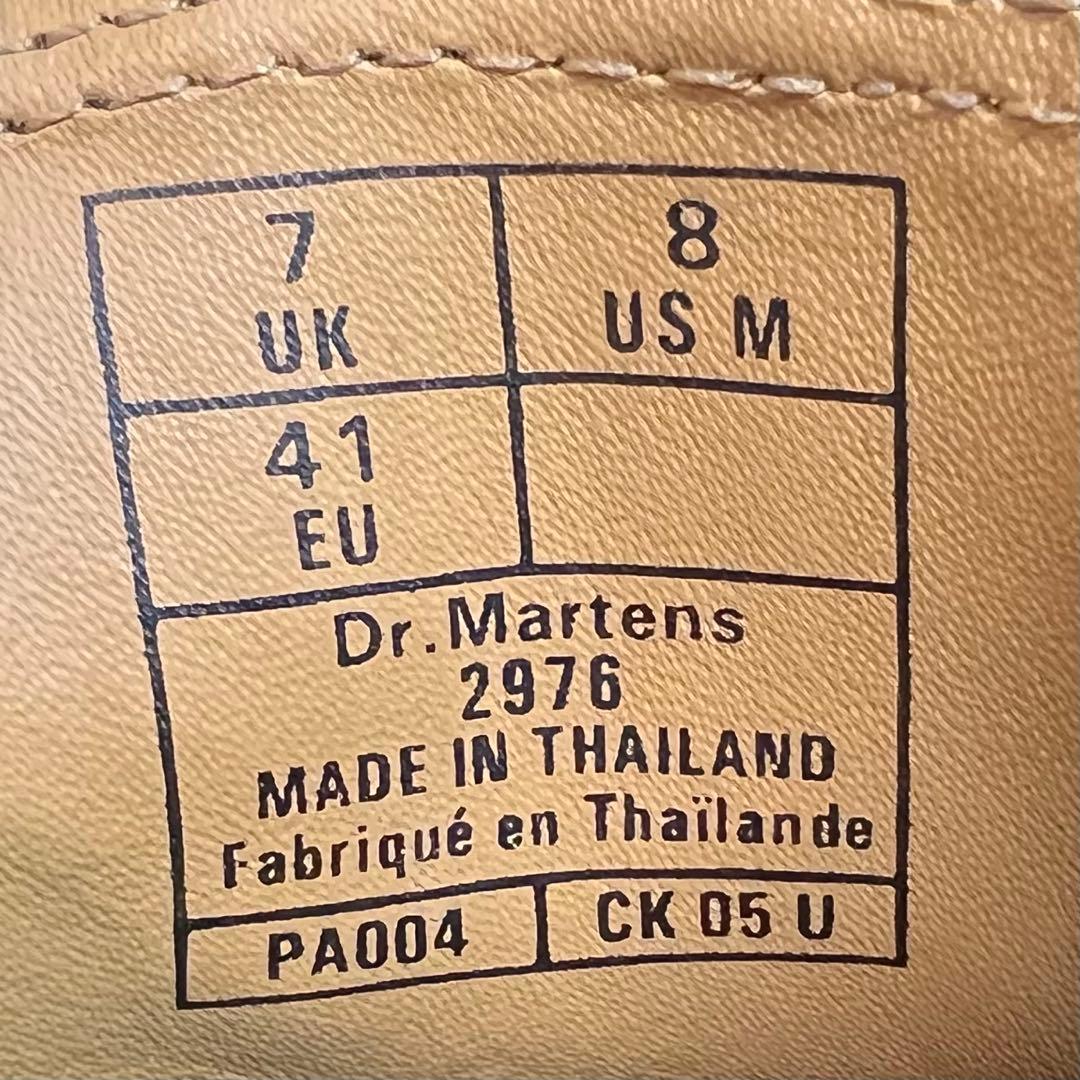 7
UK
8
US M
41
EU
Dr.Martens
2976
MADE IN THAILAND
Fabriqué en Thaïlande
PA004
CK 05 U